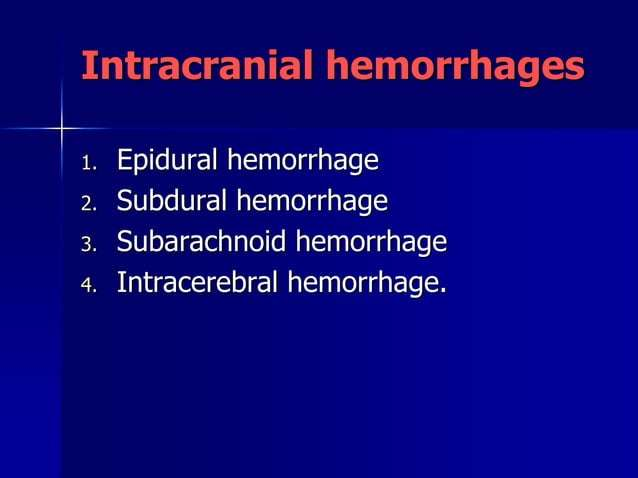 Intracranial hemorrhages
1. Epidural hemorrhage
2. Subdural hemorrhage
3. Subarachnoid hemorrhage
4. Intracerebral hemorrhage.